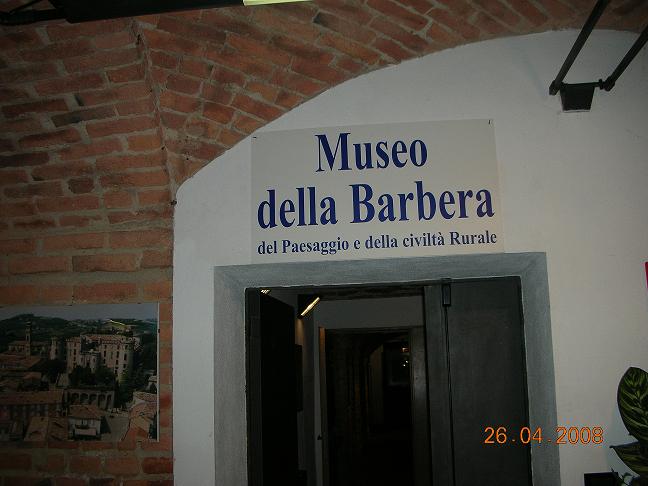 Museo
della Barbera
del Paesaggio e della civiltà Rurale
26.04.2008